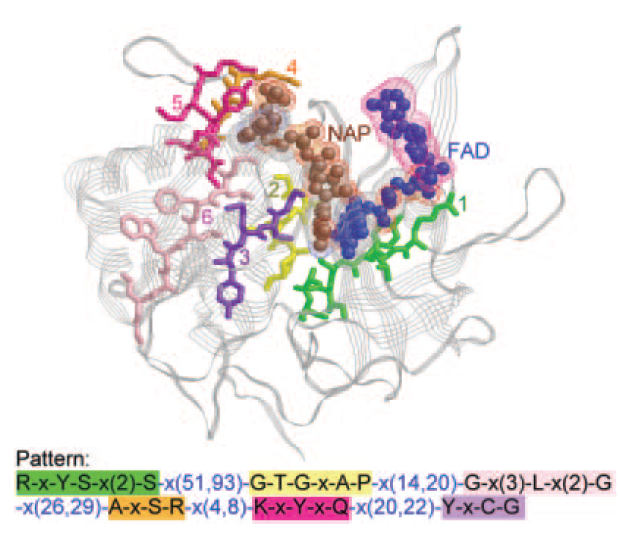 4
5
NAP
FAD
2
1
6
3
Pattern:
R-x-Y-S-x(2)-S-x(51,93)-G-T-G-x-A-P-x(14,20)-G-x(3)-L-x(2)-G
-x(26,29)-A-x-S-R-x(4,8)-K-x-Y-x-Q-x(20,22)-Y-x-C-G